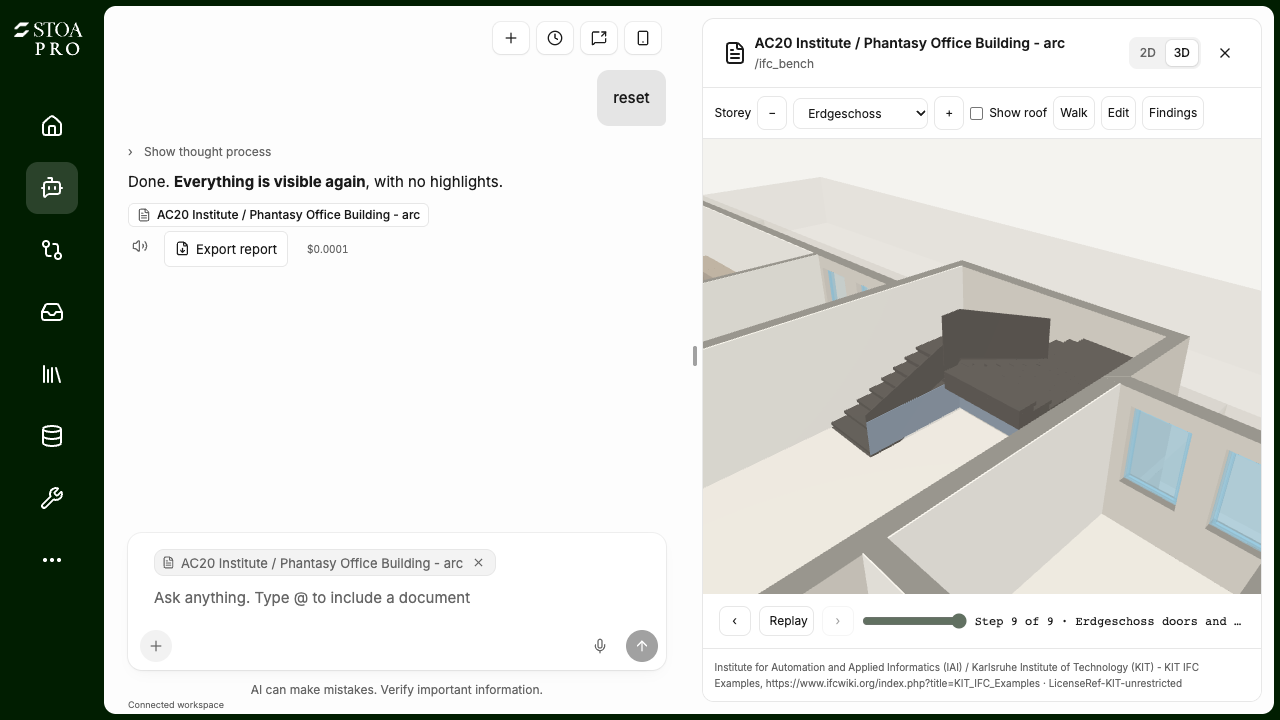 STOA
PRO
reset
Show thought process
Done. Everything is visible again, with no highlights.
AC20 Institute / Phantasy Office Building - arc
Export report
$0.0001
AC20 Institute / Phantasy Office Building - arc
Ask anything. Type @ to include a document
AI can make mistakes. Verify important information.
Connected workspace
AC20 Institute / Phantasy Office Building - arc
/ifc_bench
2D 3D
Storey − Erdgeschoss + Show roof Walk Edit Findings
‹ Replay › Step 9 of 9 · Erdgeschoss doors and …
Institute for Automation and Applied Informatics (IAI) / Karlsruhe Institute of Technology (KIT) - KIT IFC
Examples, https://www.ifcwiki.org/index.php?title=KIT_IFC_Examples · LicenseRef-KIT-unrestricted